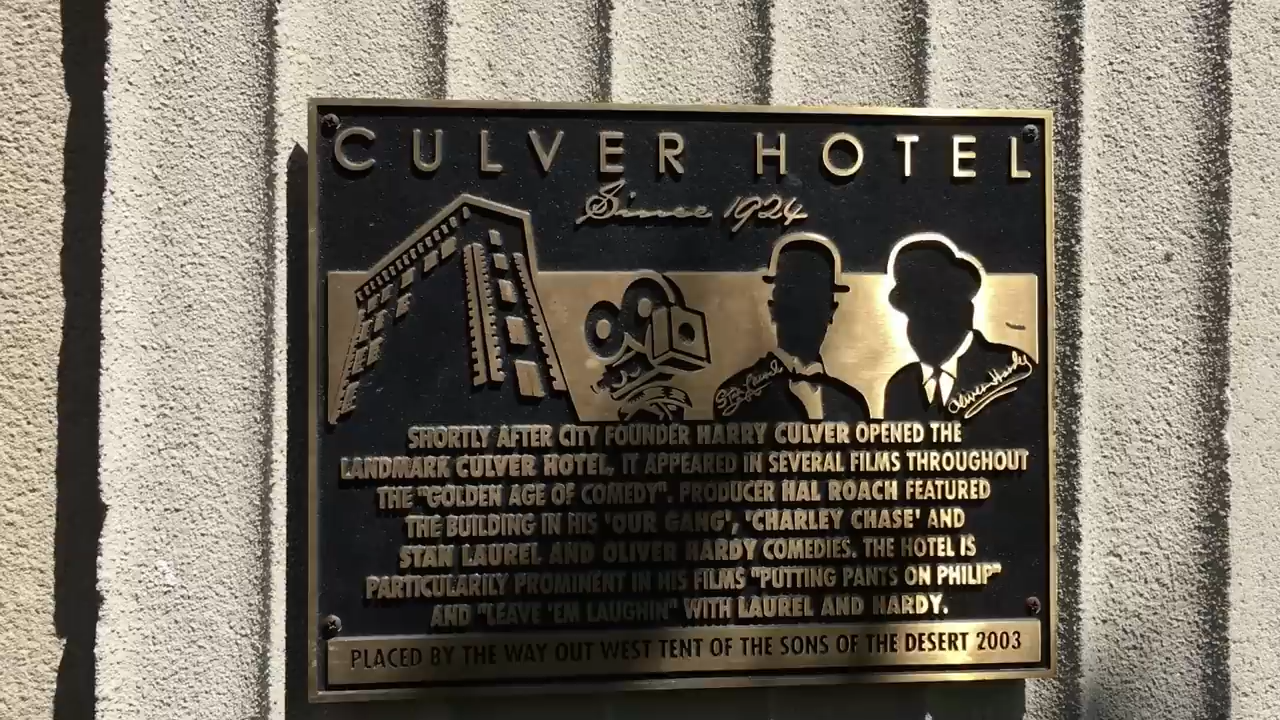 CULVER HOTEL
Since 1924
Stan Laurel
Oliver Hardy
SHORTLY AFTER CITY FOUNDER HARRY CULVER OPENED THE
LANDMARK CULVER HOTEL, IT APPEARED IN SEVERAL FILMS THROUGHOUT
THE "GOLDEN AGE OF COMEDY". PRODUCER HAL ROACH FEATURED
THE BUILDING IN HIS 'OUR GANG', 'CHARLEY CHASE' AND
STAN LAUREL AND OLIVER HARDY COMEDIES. THE HOTEL IS
PARTICULARILY PROMINENT IN HIS FILMS "PUTTING PANTS ON PHILIP"
AND "LEAVE 'EM LAUGHIN" WITH LAUREL AND HARDY.
PLACED BY THE WAY OUT WEST TENT OF THE SONS OF THE DESERT 2003